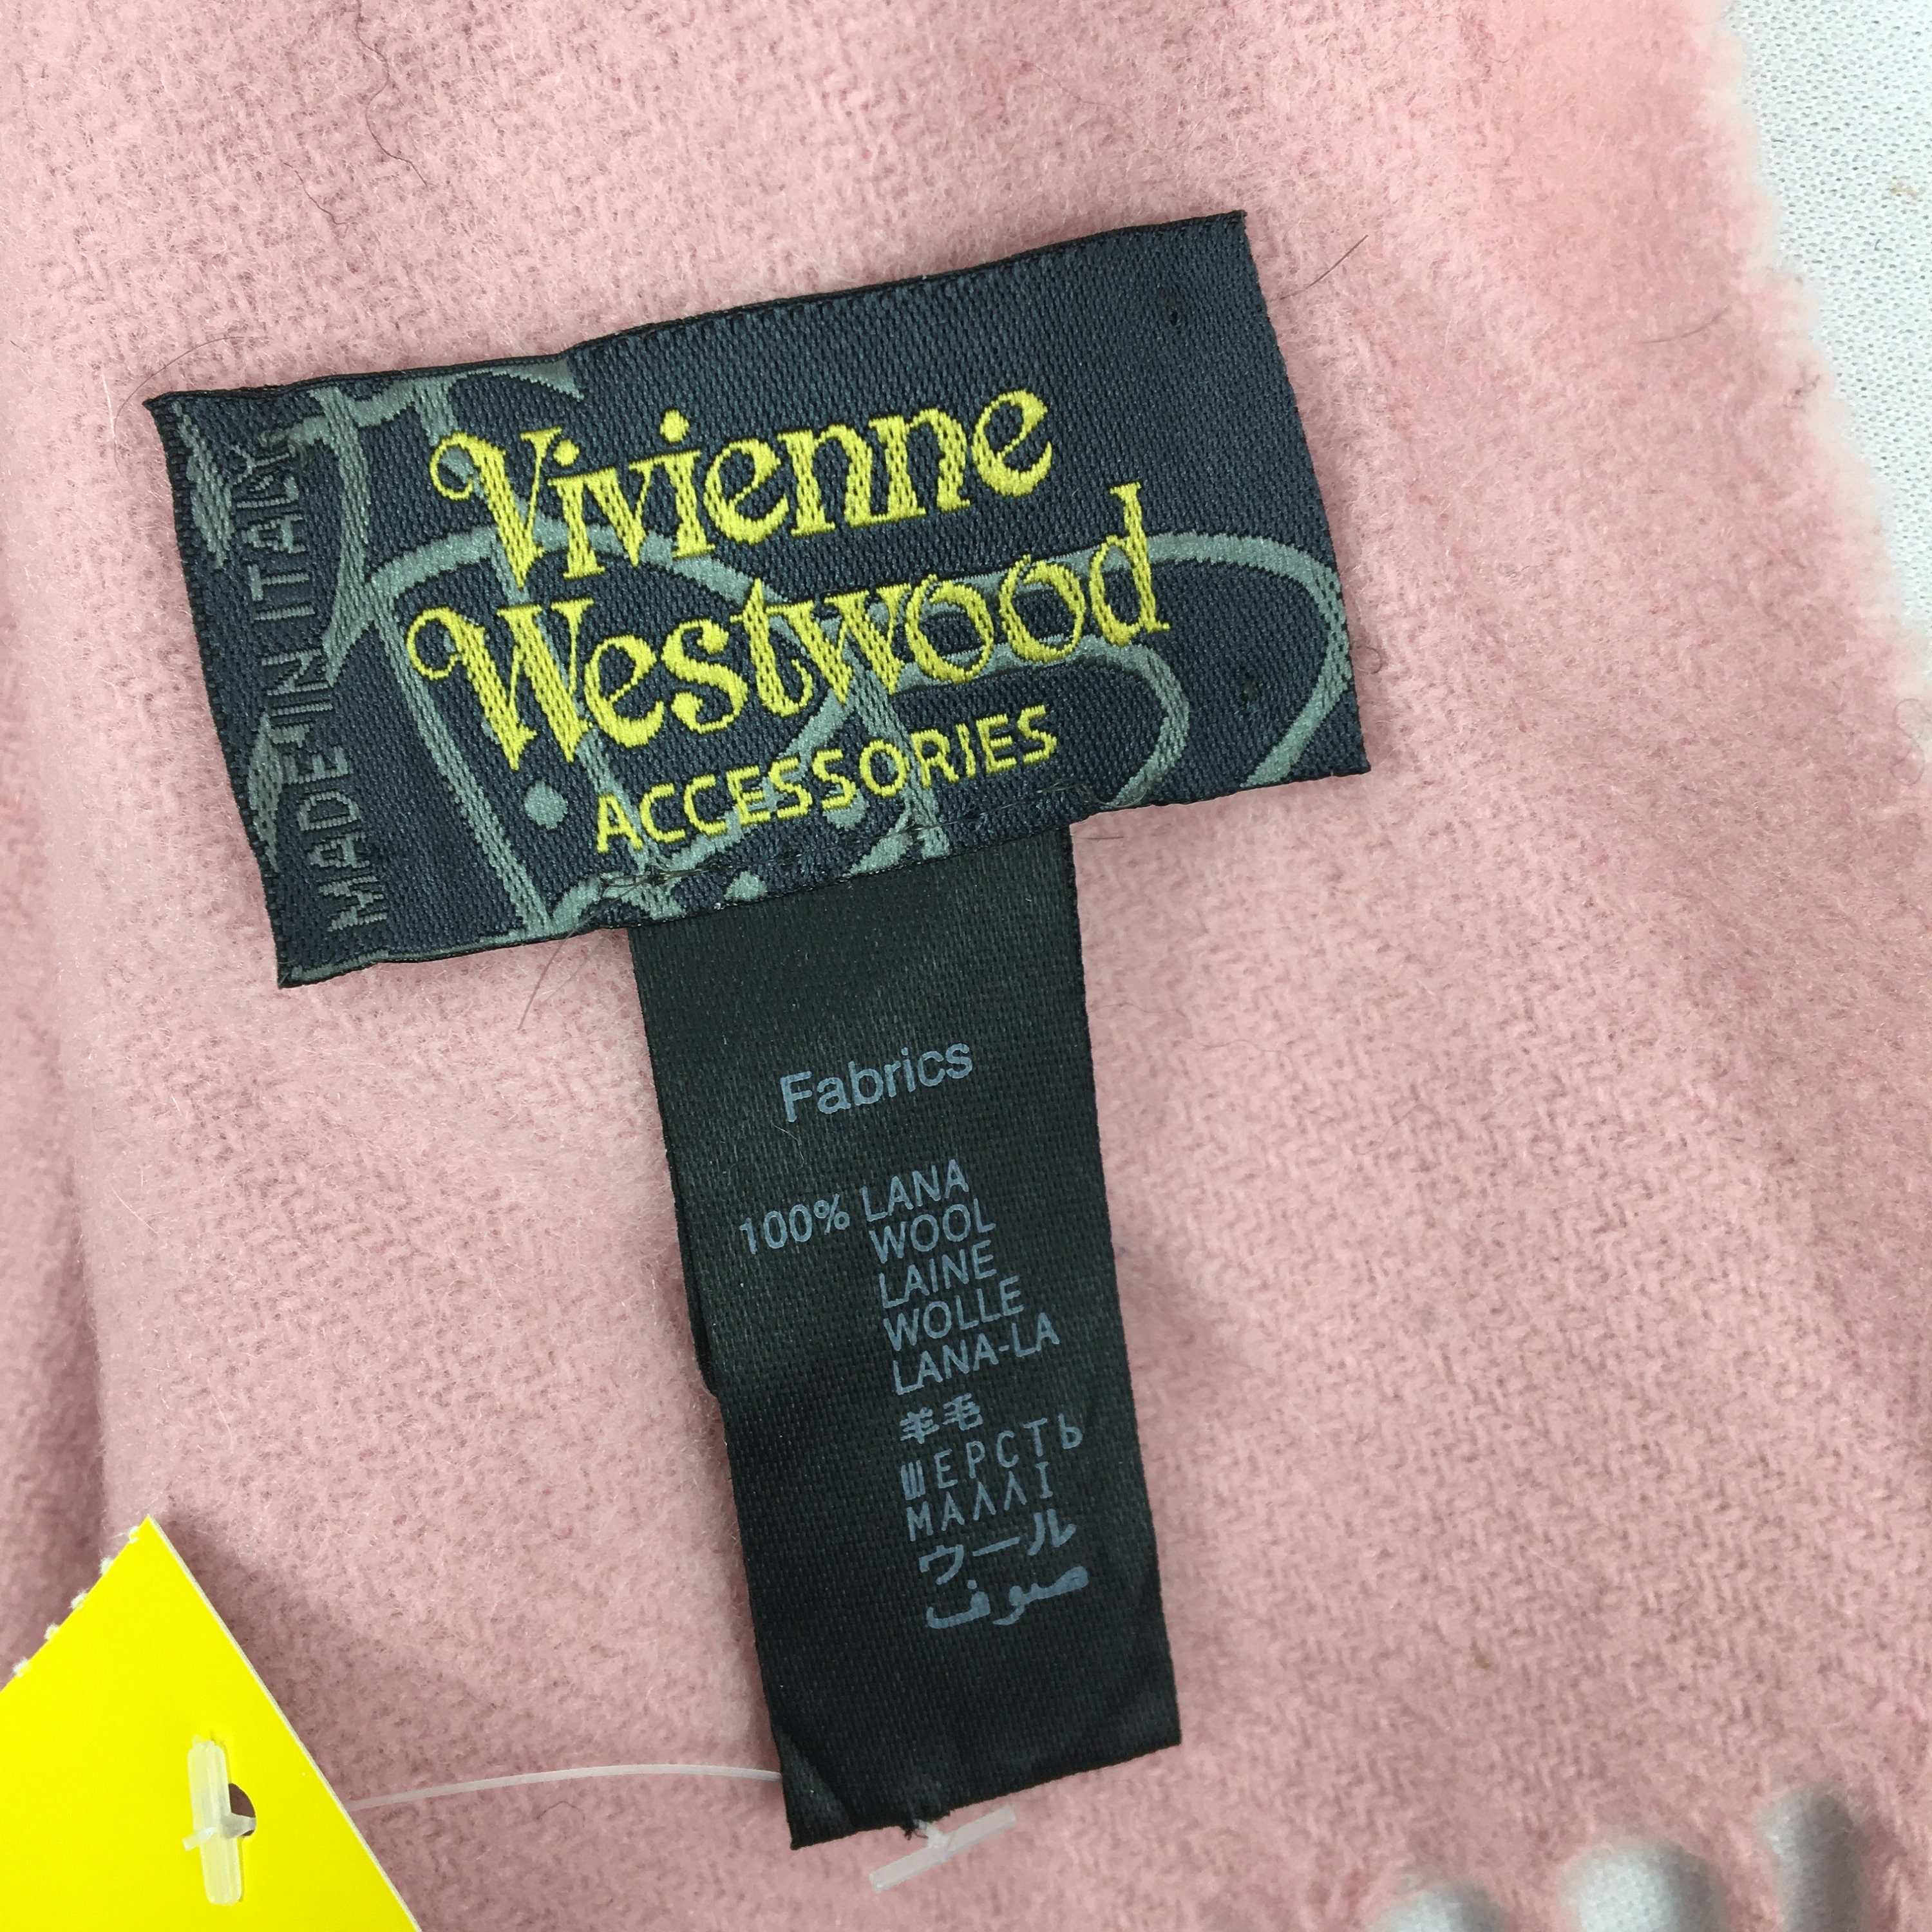 Vivienne
Westwood
ACCESSORIES
MADE IN ITALY
Fabrics
100% LANA
WOOL
LAINE
WOLLE
LANA-LA
羊毛
ШЕРСТЬ
ΜΑΛΛΙ
ウール
صوف